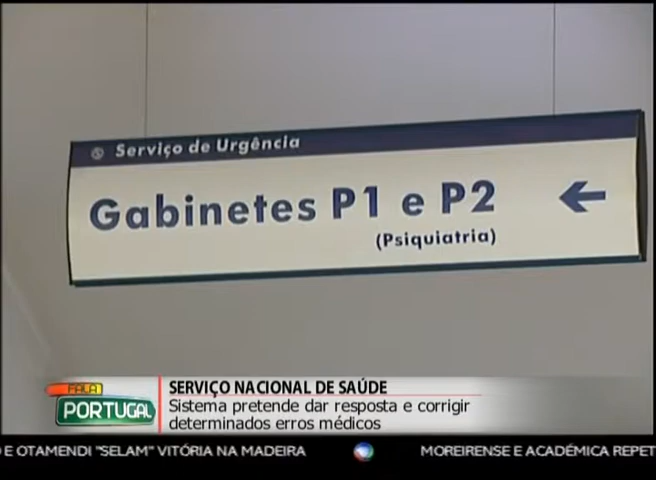 Serviço de Urgência
Gabinetes P1 e P2
(Psiquiatria)
FALA
PORTUGAL
SERVIÇO NACIONAL DE SAÚDE
Sistema pretende dar resposta e corrigir
determinados erros médicos
E OTAMENDI "SELAM" VITÓRIA NA MADEIRA
MOREIRENSE E ACADÉMICA REPET